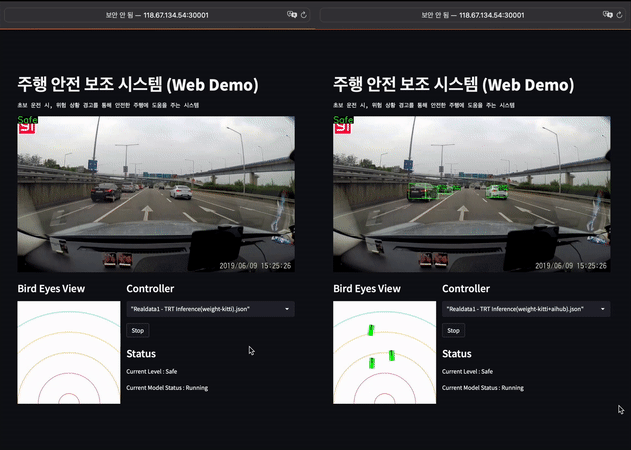 보안 안 됨 — 118.67.134.54:30001
주행 안전 보조 시스템 (Web Demo)
초보 운전 시, 위험 상황 경고를 통해 안전한 주행에 도움을 주는 시스템
Safe
2019/06/09 15:25:26
Bird Eyes View
Controller
"Realdata1 - TRT Inference(weight-kitti).json"
Stop
Status
Current Level : Safe
Current Model Status : Running
보안 안 됨 — 118.67.134.54:30001
주행 안전 보조 시스템 (Web Demo)
초보 운전 시, 위험 상황 경고를 통해 안전한 주행에 도움을 주는 시스템
Safe
2019/06/09 15:25:26
Bird Eyes View
Controller
"Realdata1 - TRT Inference(weight-kitti+aihub).json"
Stop
Status
Current Level : Safe
Current Model Status : Running